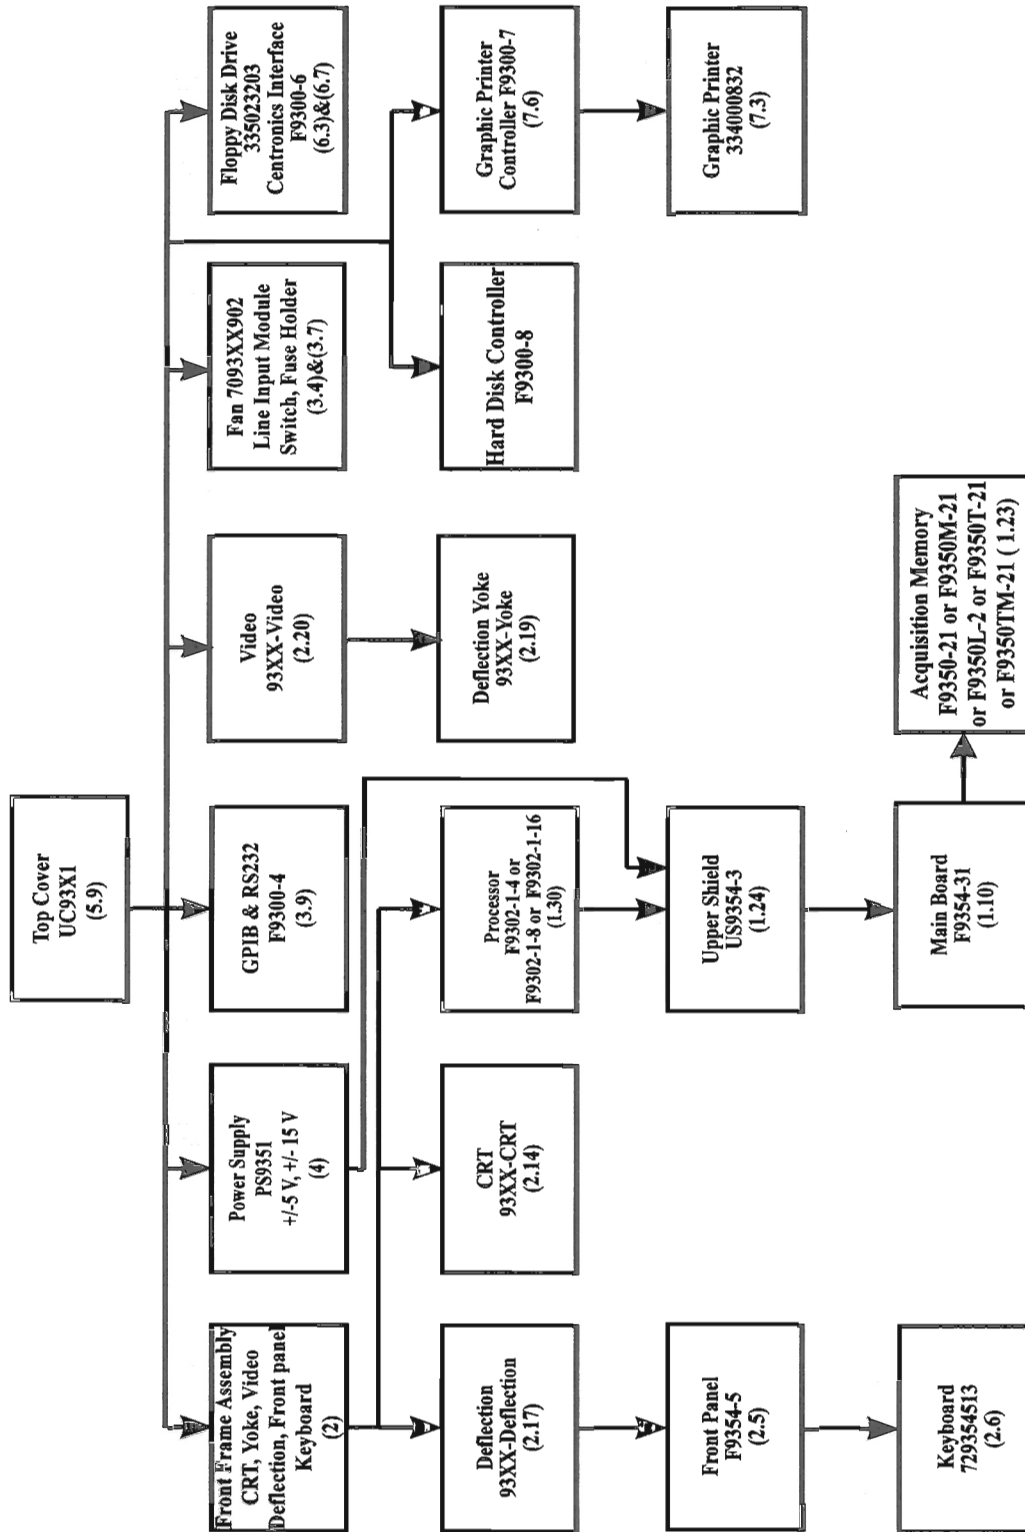 Top Cover
UC93X1
(5.9)
Front Frame Assembly
CRT, Yoke, Video
Deflection, Front panel
Keyboard
(2)
Power Supply
PS9351
+/-5 V, +/- 15 V
(4)
GPIB & RS232
F9300-4
(3.9)
Video
93XX-Video
(2.20)
Fan 7093XX902
Line Input Module
Switch, Fuse Holder
(3.4)&(3.7)
Floppy Disk Drive
335023203
Centronics Interface
F9300-6
(6.3)&(6.7)
Deflection
93XX-Deflection
(2.17)
CRT
93XX-CRT
(2.14)
Processor
F9302-1-4 or
F9302-1-8 or F9302-1-16
(1.30)
Deflection Yoke
93XX-Yoke
(2.19)
Hard Disk Controller
F9300-8
Graphic Printer
Controller F9300-7
(7.6)
Front Panel
F9354-5
(2.5)
Upper Shield
US9354-3
(1.24)
Graphic Printer
334000832
(7.3)
Keyboard
729354513
(2.6)
Main Board
F9354-31
(1.10)
Acquisition Memory
F9350-21 or F9350M-21
or F9350L-2 or F9350T-21
or F9350TM-21 ( 1.23)